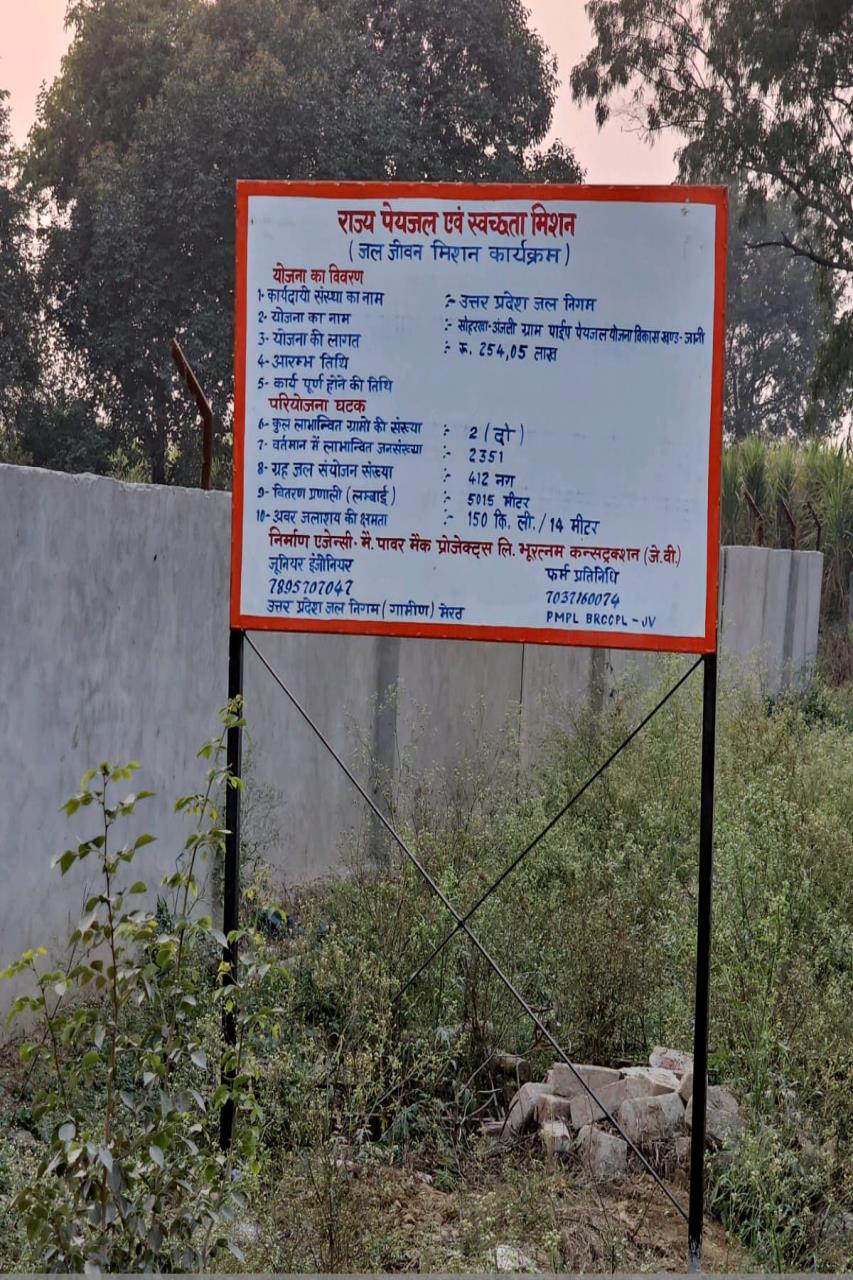 राज्य पेयजल एवं स्वच्छता मिशन
(जल जीवन मिशन कार्यक्रम)
योजना का विवरण
1- कार्यदायी संस्था का नाम :- उत्तर प्रदेश जल निगम
2- योजना का नाम :- सोहरखा-अंजली ग्राम पाईप पेयजल योजना विकास खण्ड- जानी
3- योजना की लागत :- रू. 254,05 लाख
4- आरम्भ तिथि
5- कार्य पूर्ण होने की तिथि
परियोजना घटक
6- कुल लाभान्वित ग्रामो की संख्या :- 2 (दो)
7- वर्तमान में लाभान्वित जनसंख्या :- 2351
8- ग्रह जल संयोजन संख्या :- 412 नग
9- वितरण प्रणाली (लम्बाई) :- 5015 मीटर
10- अवर जलाशय की क्षमता :- 150 कि. ली. / 14 मीटर
निर्माण एजेन्सी- मै. पावर मैक प्रोजेक्ट्स लि. भूरत्नम कन्सट्रक्शन (जे.वी.)
जूनियर इंजीनियर फर्म प्रतिनिधि
7895707047 7037160074
उत्तर प्रदेश जल निगम (गामीण) मेरठ PMPL BRCCPL - JV